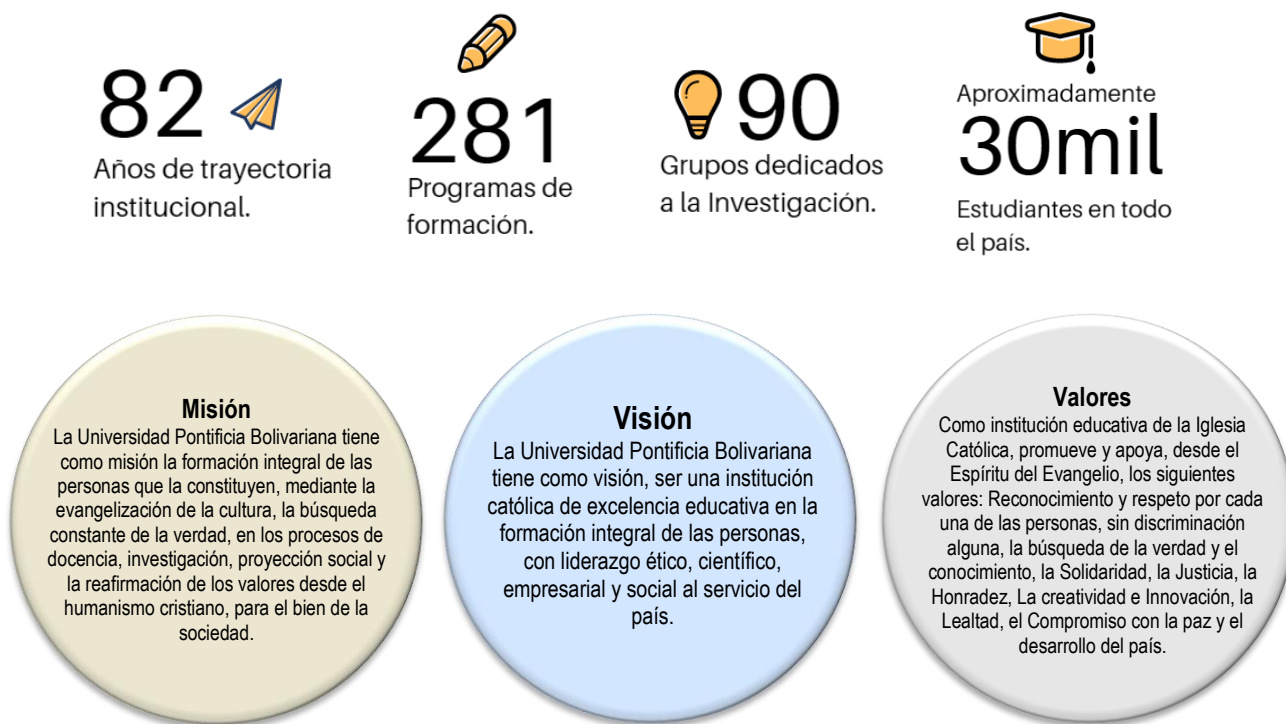 82
Años de trayectoria
institucional.
281
Programas de
formación.
90
Grupos dedicados
a la Investigación.
Aproximadamente
30mil
Estudiantes en todo
el país.
Misión
La Universidad Pontificia Bolivariana tiene
como misión la formación integral de las
personas que la constituyen, mediante la
evangelización de la cultura, la búsqueda
constante de la verdad, en los procesos de
docencia, investigación, proyección social y
la reafirmación de los valores desde el
humanismo cristiano, para el bien de la
sociedad.
Visión
La Universidad Pontificia Bolivariana
tiene como visión, ser una institución
católica de excelencia educativa en la
formación integral de las personas,
con liderazgo ético, científico,
empresarial y social al servicio del
país.
Valores
Como institución educativa de la Iglesia
Católica, promueve y apoya, desde el
Espíritu del Evangelio, los siguientes
valores: Reconocimiento y respeto por cada
una de las personas, sin discriminación
alguna, la búsqueda de la verdad y el
conocimiento, la Solidaridad, la Justicia, la
Honradez, La creatividad e Innovación, la
Lealtad, el Compromiso con la paz y el
desarrollo del país.